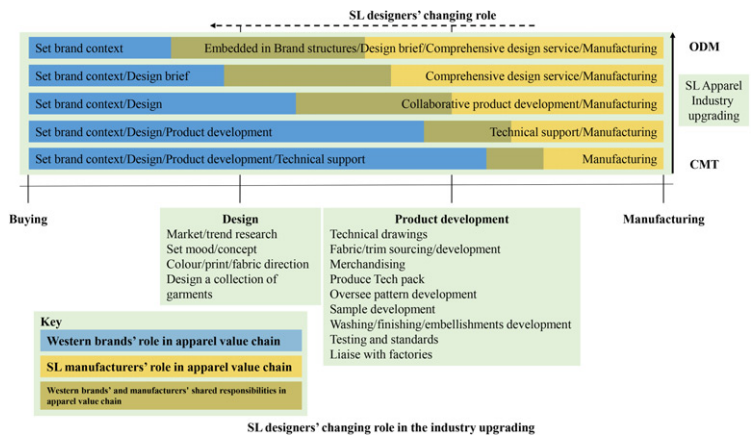 SL designers' changing role
Set brand context Embedded in Brand structures/Design brief/Comprehensive design service/Manufacturing
ODM
Set brand context/Design brief Comprehensive design service/Manufacturing
Set brand context/Design Collaborative product development/Manufacturing
SL Apparel
Industry
upgrading
Set brand context/Design/Product development Technical support/Manufacturing
Set brand context/Design/Product development/Technical support Manufacturing
CMT
Buying
Manufacturing
Design
Market/trend research
Set mood/concept
Colour/print/fabric direction
Design a collection of
garments
Product development
Technical drawings
Fabric/trim sourcing/development
Merchandising
Produce Tech pack
Oversee pattern development
Sample development
Washing/finishing/embellishments development
Testing and standards
Liaise with factories
Key
Western brands' role in apparel value chain
SL manufacturers' role in apparel value chain
Western brands' and manufacturers' shared responsibilities in
apparel value chain
SL designers' changing role in the industry upgrading